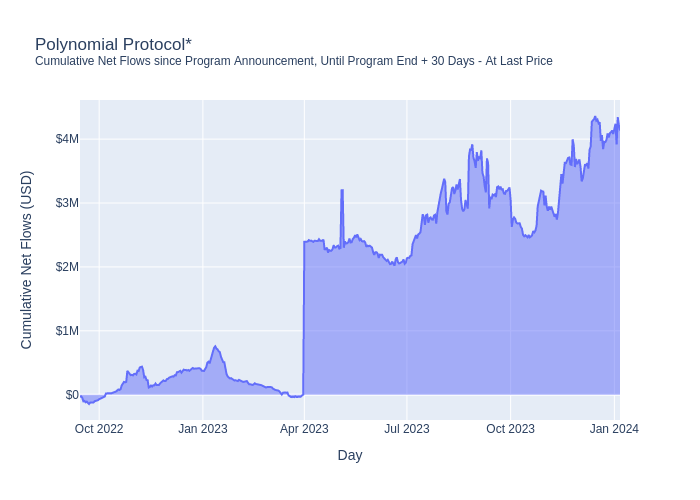 Polynomial Protocol*
Cumulative Net Flows since Program Announcement, Until Program End + 30 Days - At Last Price
Cumulative Net Flows (USD)
$4M
$3M
$2M
$1M
$0
Oct 2022
Jan 2023
Apr 2023
Jul 2023
Oct 2023
Jan 2024
Day